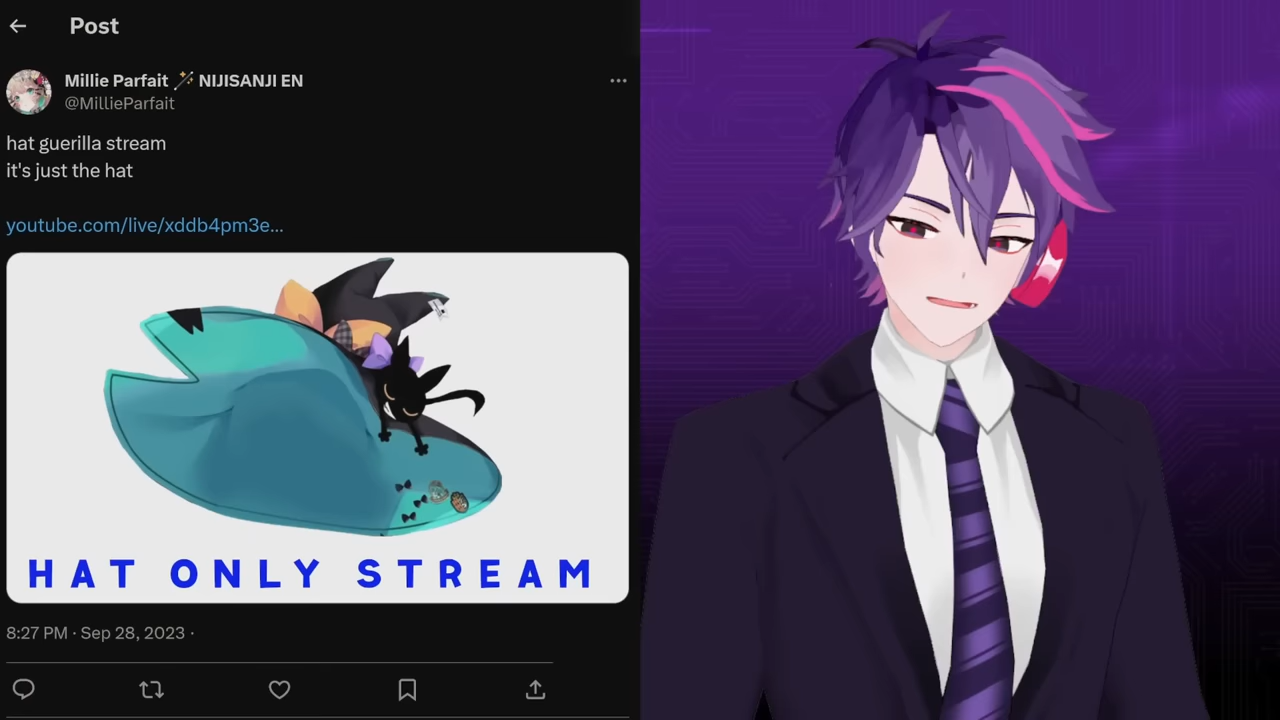 Post
Millie Parfait 🪄 NIJISANJI EN
@MillieParfait
hat guerilla stream
it's just the hat
youtube.com/live/xddb4pm3e...
HAT ONLY STREAM
8:27 PM · Sep 28, 2023 ·